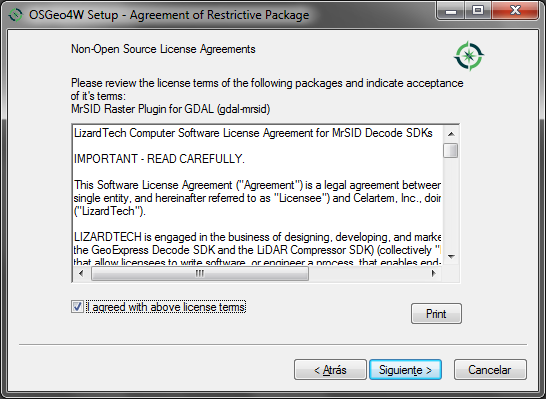 OSGeo4W Setup - Agreement of Restrictive Package
Non-Open Source License Agreements
Please review the license terms of the following packages and indicate acceptance
of it's terms:
MrSID Raster Plugin for GDAL (gdal-mrsid)
LizardTech Computer Software License Agreement for MrSID Decode SDKs
IMPORTANT - READ CAREFULLY.
This Software License Agreement ("Agreement") is a legal agreement between
single entity, and hereinafter referred to as "Licensee") and Celartem, Inc., doin
("LizardTech").
LIZARDTECH is engaged in the business of designing, developing, and marke
the GeoExpress Decode SDK and the LiDAR Compressor SDK) (collectively "
that allow licensees to write software, or engineer a process, that enables end-
I agreed with above license terms
Print
< Atrás
Siguiente >
Cancelar